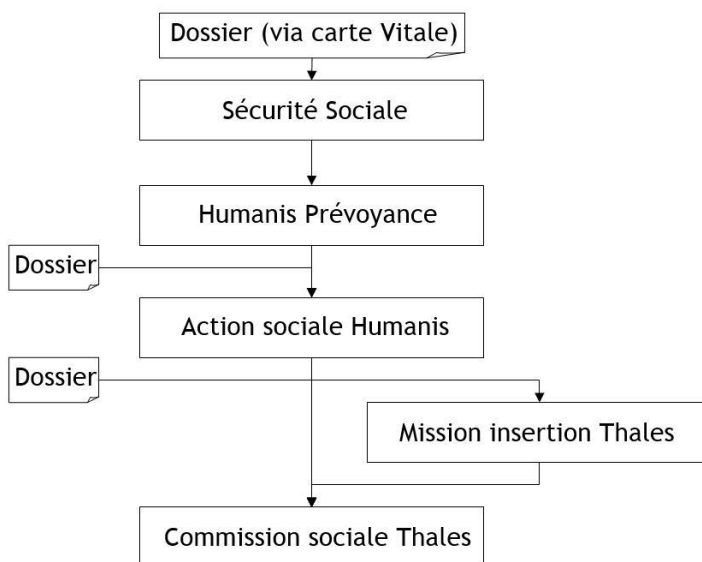 Dossier (via carte Vitale)
Sécurité Sociale
Humanis Prévoyance
Dossier
Action sociale Humanis
Dossier
Mission insertion Thales
Commission sociale Thales